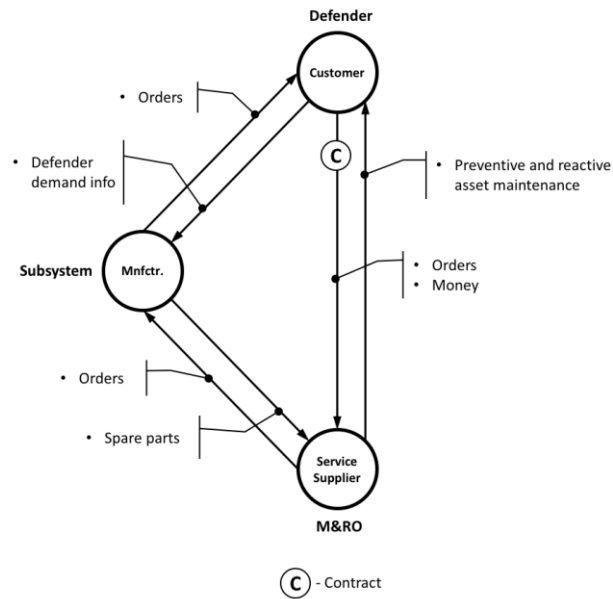 Defender
Customer
• Orders
C
• Defender
demand info
• Preventive and reactive
asset maintenance
Subsystem
Mnfctr.
• Orders
• Money
• Orders
• Spare parts
Service
Supplier
M&RO
C - Contract